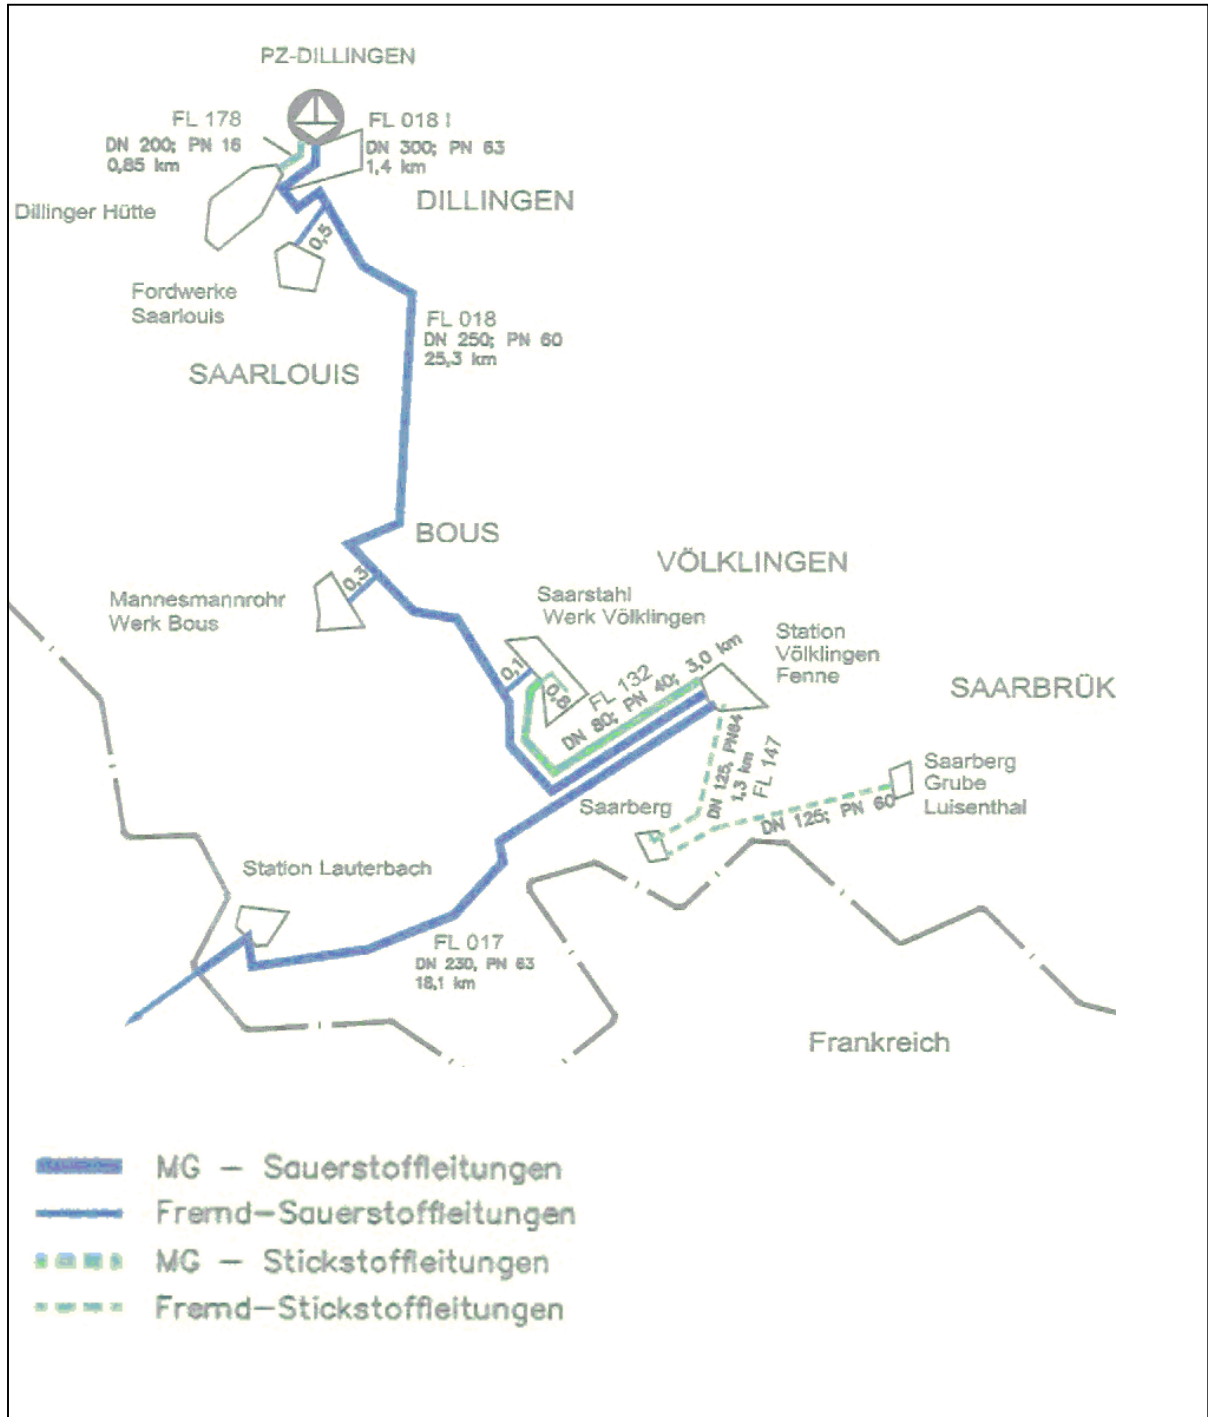 PZ-DILLINGEN
FL 178
DN 200; PN 16
0,85 km
FL 018 I
DN 300; PN 63
1,4 km
DILLINGEN
Dillinger Hütte
0,5
Fordwerke
Saarlouis
FL 018
DN 250; PN 60
25,3 km
SAARLOUIS
BOUS
0,3
Mannesmannrohr
Werk Bous
VÖLKLINGEN
Saarstahl
Werk Völklingen
0,1
0,8
FL 132
DN 80; PN 40; 3,0 km
Station
Völklingen
Fenne
SAARBRÜK
DN 125, PN64
1,3 km
FL 147
Saarberg
Saarberg
Grube
Luisenthal
DN 125; PN 60
Station Lauterbach
FL 017
DN 230, PN 63
18,1 km
Frankreich
MG – Sauerstoffleitungen
Fremd–Sauerstoffleitungen
MG – Stickstoffleitungen
Fremd–Stickstoffleitungen